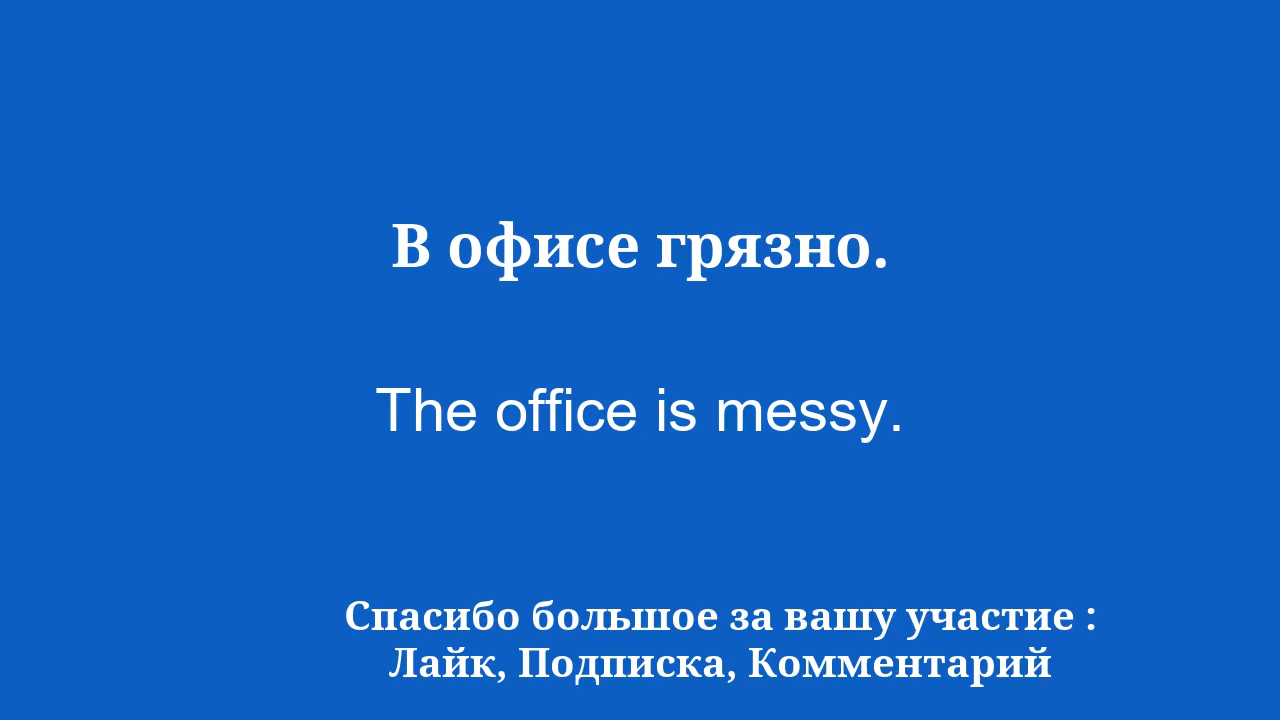 В офисе грязно.
The office is messy.
Спасибо большое за вашу участие :
Лайк, Подписка, Комментарий